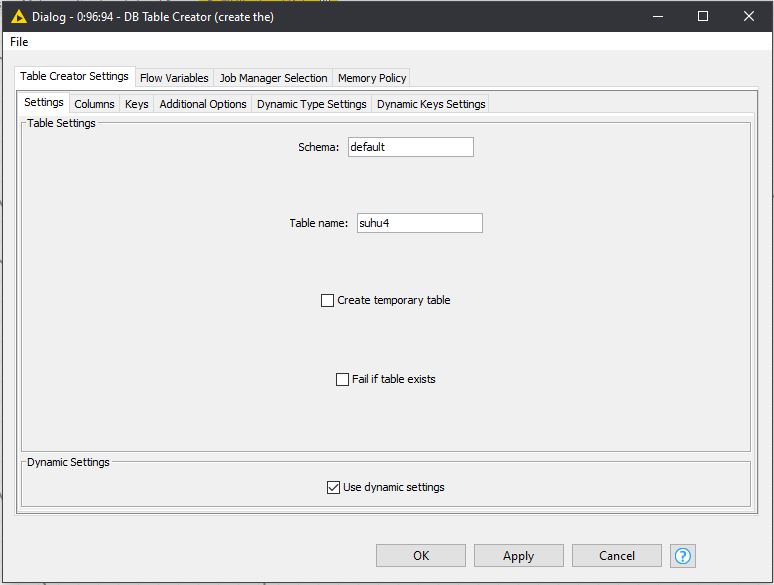 Dialog - 0:96:94 - DB Table Creator (create the)
File
Table Creator Settings Flow Variables Job Manager Selection Memory Policy
Settings Columns Keys Additional Options Dynamic Type Settings Dynamic Keys Settings
Table Settings
Schema: default
Table name: suhu4
Create temporary table
Fail if table exists
Dynamic Settings
Use dynamic settings
OK Apply Cancel ?